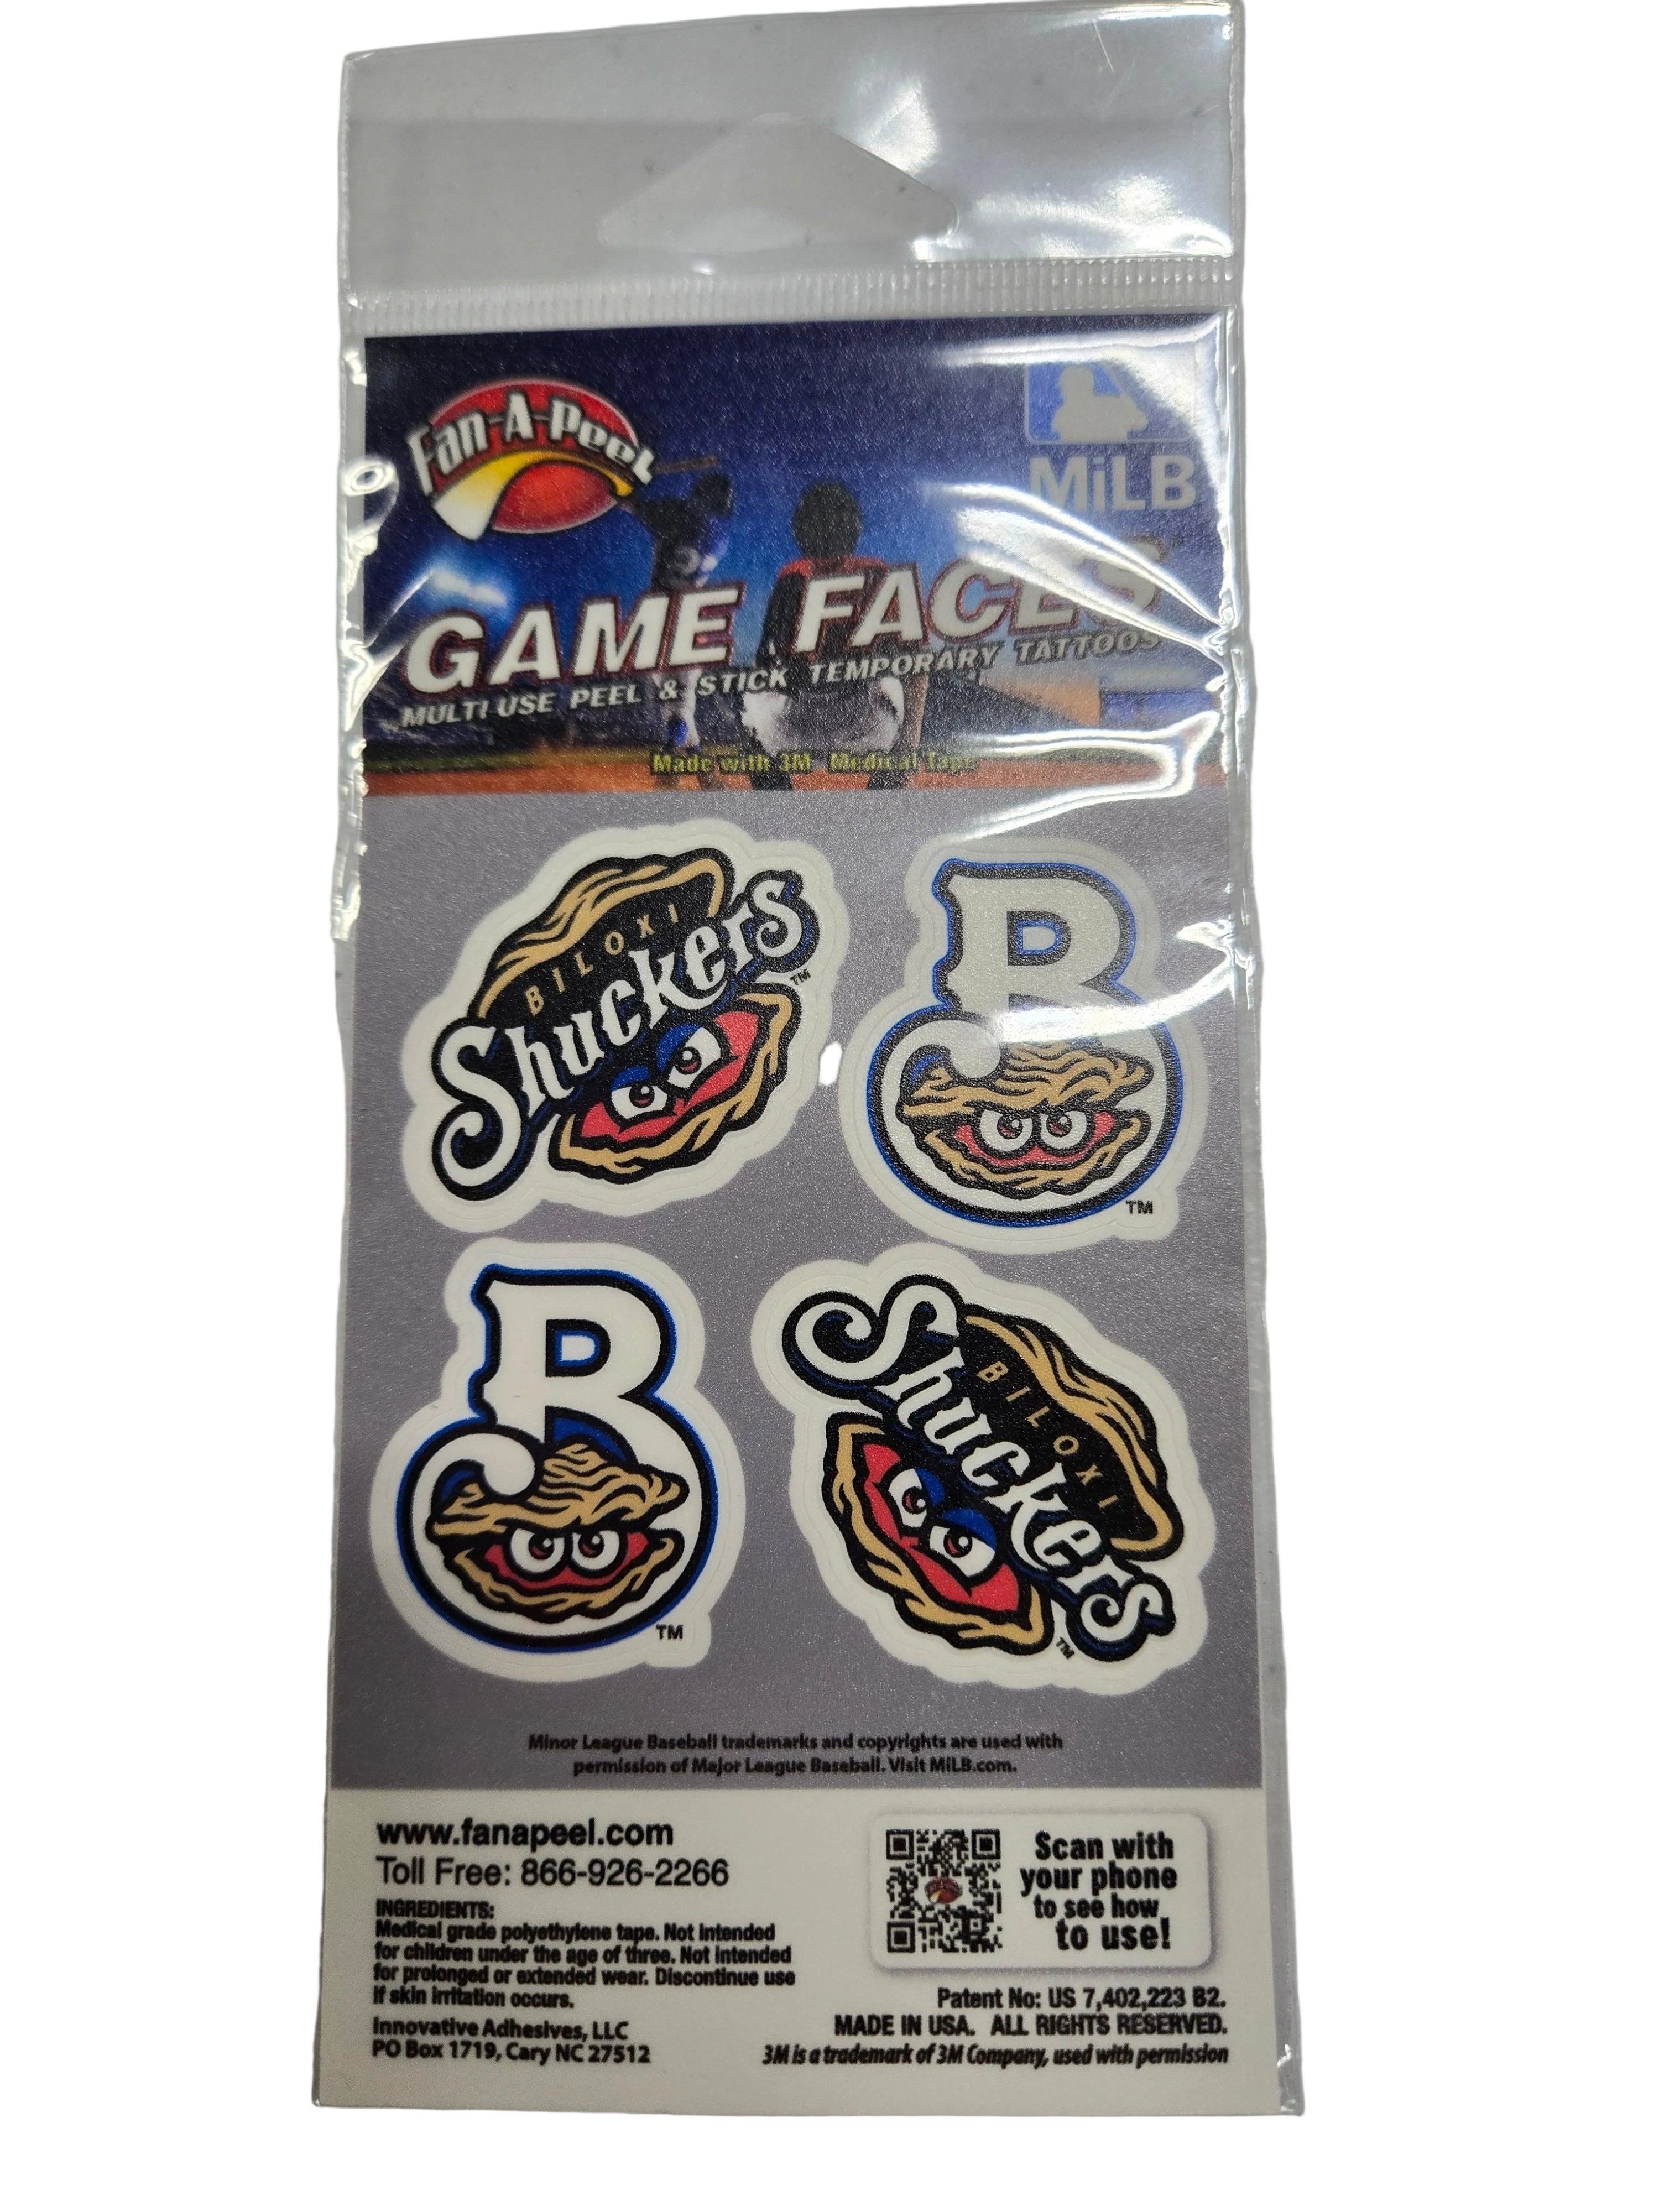 Fan-A-Peel
MiLB
GAME FACES
MULTI USE PEEL & STICK TEMPORARY TATTOOS
Made with 3M Medical Tape
BILOXI
Shuckers
TM
B
TM
B
TM
BILOXI
Shuckers
TM
Minor League Baseball trademarks and copyrights are used with
permission of Major League Baseball. Visit MiLB.com.
www.fanapeel.com
Toll Free: 866-926-2266
INGREDIENTS:
Medical grade polyethylene tape. Not intended
for children under the age of three. Not intended
for prolonged or extended wear. Discontinue use
if skin irritation occurs.
Innovative Adhesives, LLC
PO Box 1719, Cary NC 27512
Scan with
your phone
to see how
to use!
Patent No: US 7,402,223 B2.
MADE IN USA. ALL RIGHTS RESERVED.
3M is a trademark of 3M Company, used with permission